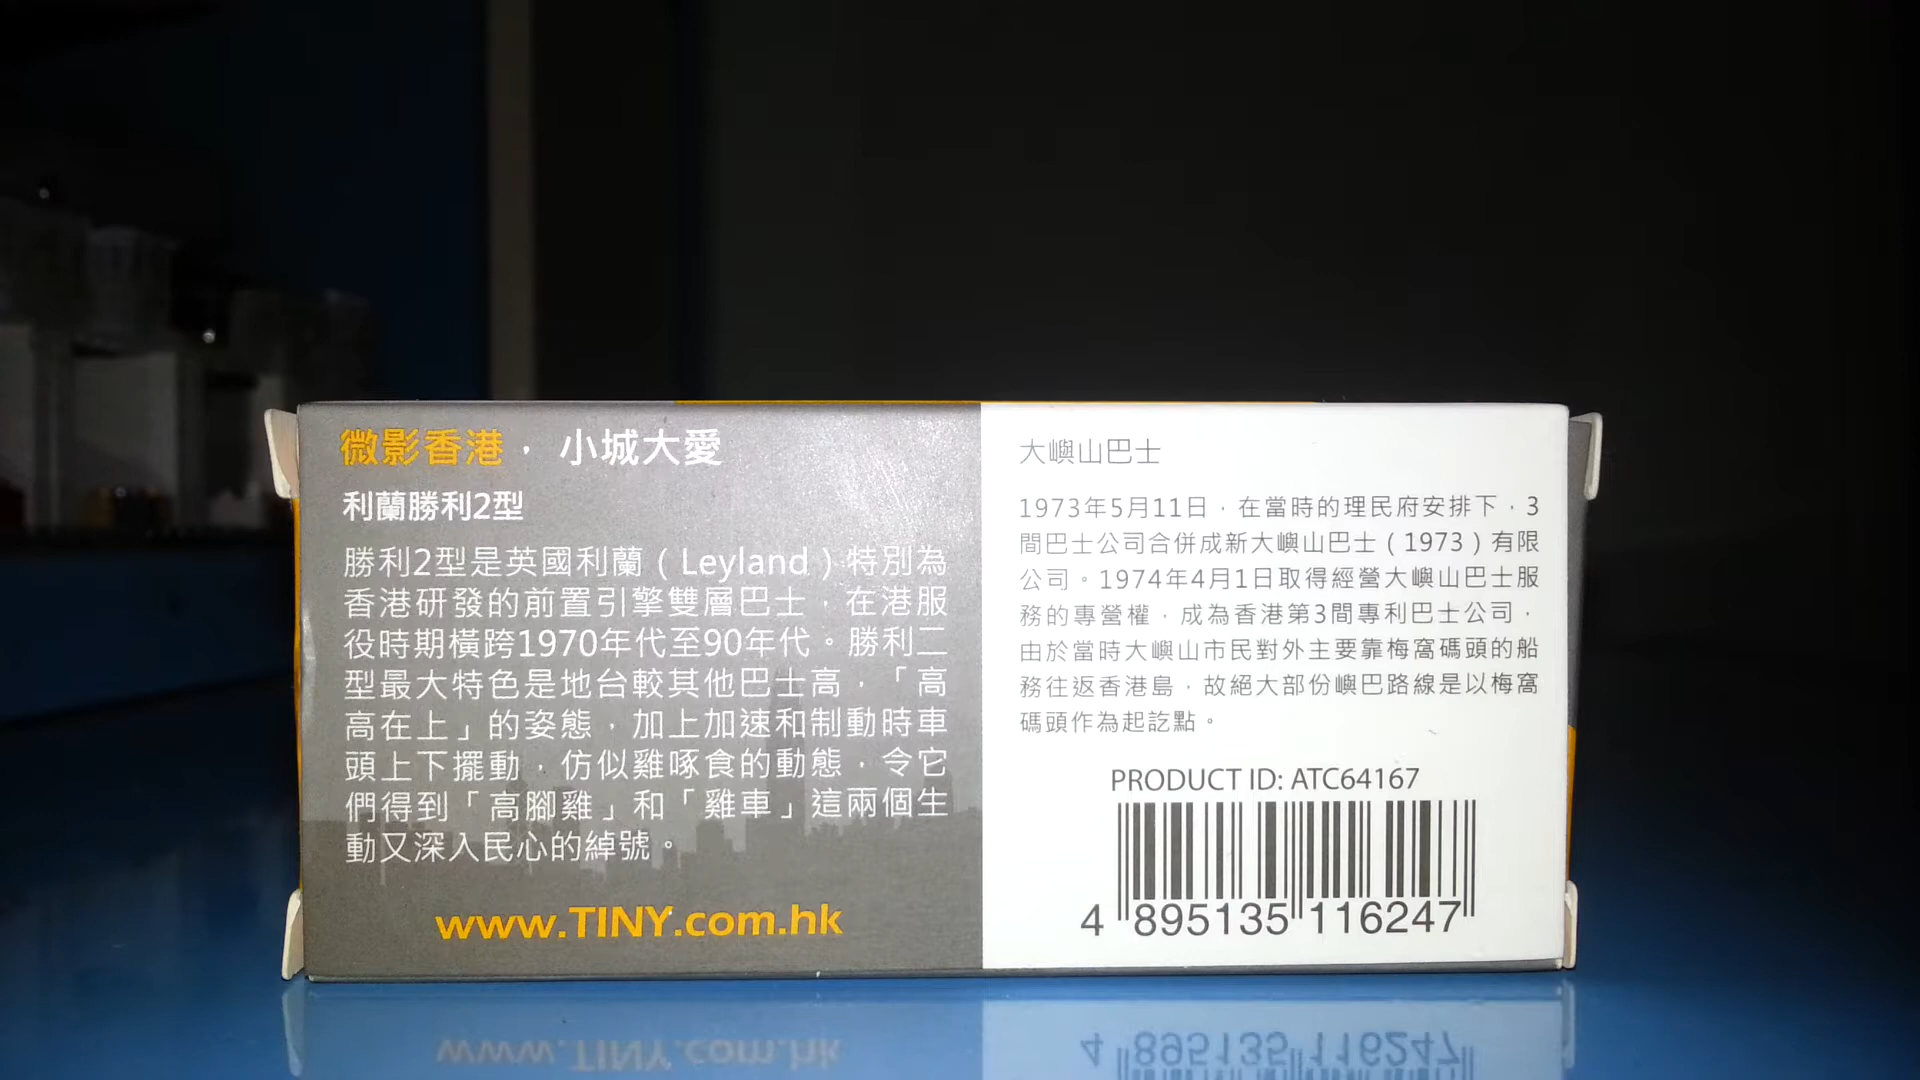 微影香港，小城大愛
利蘭勝利2型
勝利2型是英國利蘭（Leyland）特別為
香港研發的前置引擎雙層巴士，在港服
役時期橫跨1970年代至90年代。勝利二
型最大特色是地台較其他巴士高，「高
高在上」的姿態，加上加速和制動時車
頭上下擺動，仿似雞啄食的動態，令它
們得到「高腳雞」和「雞車」這兩個生
動又深入民心的綽號。
www.TINY.com.hk
大嶼山巴士
1973年5月11日，在當時的理民府安排下，3
間巴士公司合併成新大嶼山巴士（1973）有限
公司。1974年4月1日取得經營大嶼山巴士服
務的專營權，成為香港第3間專利巴士公司，
由於當時大嶼山市民對外主要靠梅窩碼頭的船
務往返香港島，故絕大部份嶼巴路線是以梅窩
碼頭作為起訖點。
PRODUCT ID: ATC64167
4 895135 116247